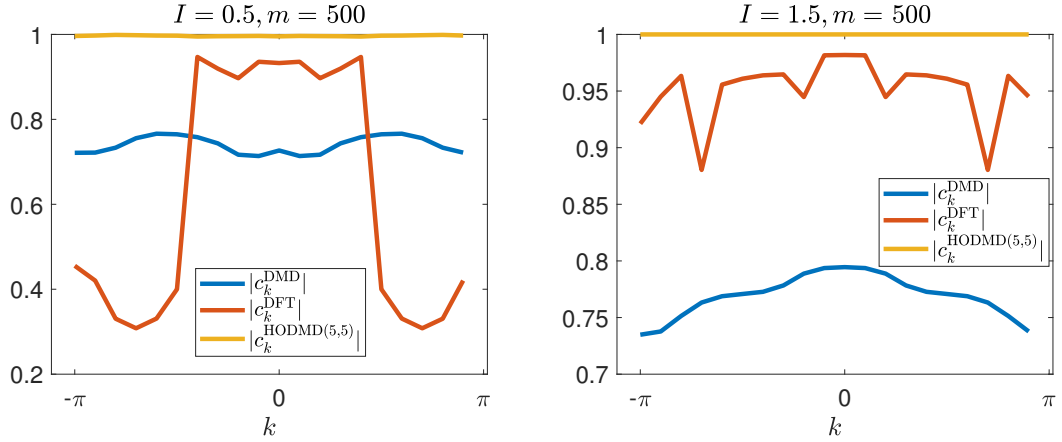 I = 0.5, m = 500
1
0.8
0.6
0.4
0.2
-π
0
π
k
|c_k^DMD|
|c_k^DFT|
|c_k^HODMD(5,5)|
I = 1.5, m = 500
1
0.95
0.9
0.85
0.8
0.75
0.7
-π
0
π
k
|c_k^DMD|
|c_k^DFT|
|c_k^HODMD(5,5)|